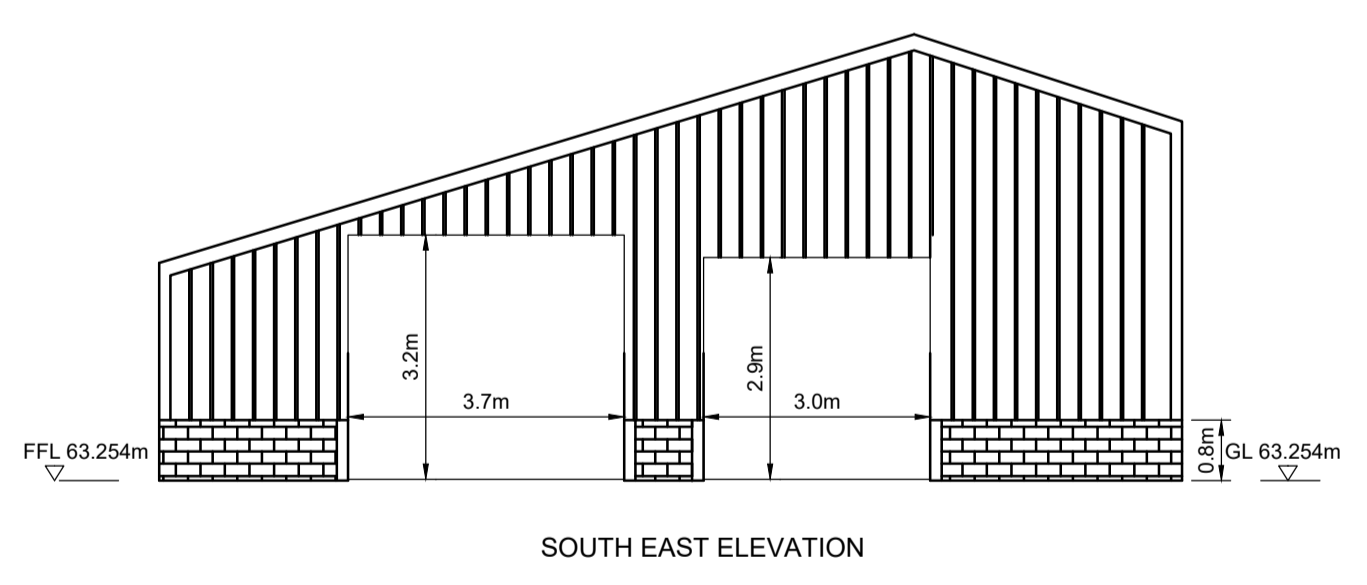 3.2m
2.9m
3.7m
3.0m
FFL 63.254m
0.8m
GL 63.254m
SOUTH EAST ELEVATION